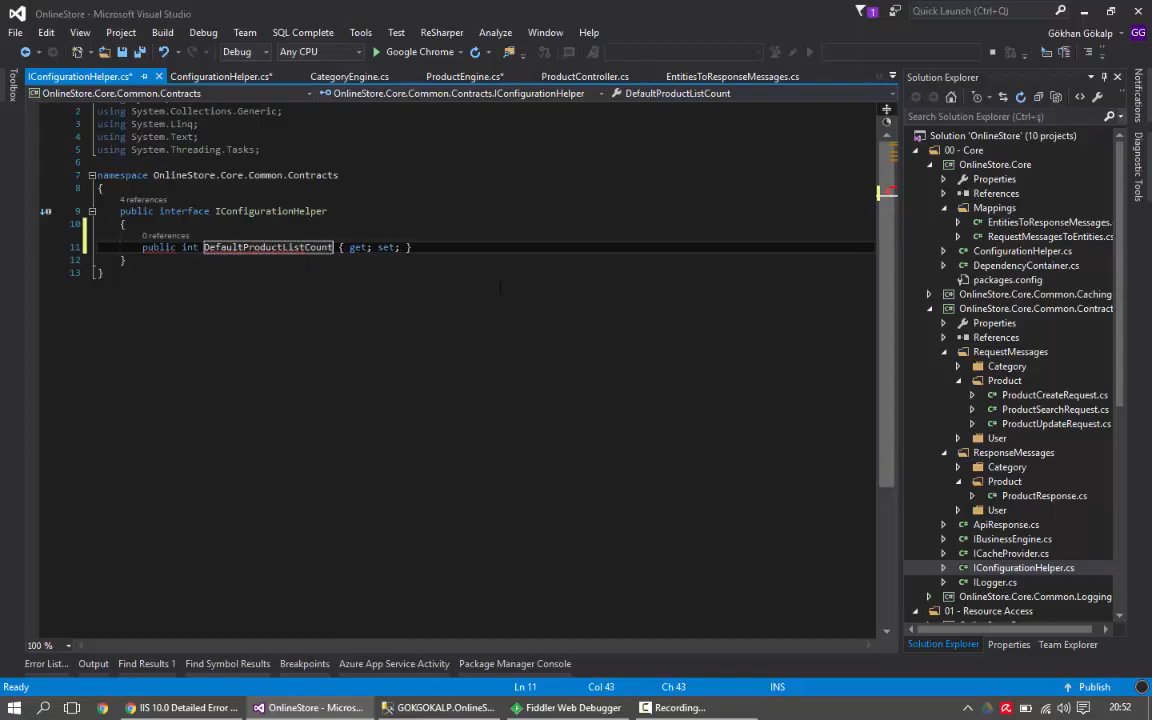 OnlineStore - Microsoft Visual Studio
1
Quick Launch (Ctrl+Q)
File Edit View Project Build Debug Team SQL Complete Tools Test ReSharper Analyze Window Help
Gökhan Gökalp GG
Debug Any CPU Google Chrome
IConfigurationHelper.cs* ConfigurationHelper.cs* CategoryEngine.cs ProductEngine.cs* ProductController.cs EntitiesToResponseMessages.cs
OnlineStore.Core.Common.Contracts OnlineStore.Core.Common.Contracts.IConfigurationHelper DefaultProductListCount
2 using System.Collections.Generic;
3 using System.Linq;
4 using System.Text;
5 using System.Threading.Tasks;
6
7 namespace OnlineStore.Core.Common.Contracts
8 {
4 references
9 public interface IConfigurationHelper
10 {
0 references
11 public int DefaultProductListCount { get; set; }
12 }
13 }
100 %
Toolbox
Solution Explorer
Search Solution Explorer (Ctrl+ş)
Solution 'OnlineStore' (10 projects)
00 - Core
OnlineStore.Core
Properties
References
Mappings
EntitiesToResponseMessages.
RequestMessagesToEntities.cs
ConfigurationHelper.cs
DependencyContainer.cs
packages.config
OnlineStore.Core.Common.Caching
OnlineStore.Core.Common.Contract
Properties
References
RequestMessages
Category
Product
ProductCreateRequest.cs
ProductSearchRequest.cs
ProductUpdateRequest.cs
User
ResponseMessages
Category
Product
ProductResponse.cs
User
ApiResponse.cs
IBusinessEngine.cs
ICacheProvider.cs
IConfigurationHelper.cs
ILogger.cs
OnlineStore.Core.Common.Logging
01 - Resource Access
Solution Explorer Properties Team Explorer
Notifications
Diagnostic Tools
Error List... Output Find Results 1 Find Symbol Results Breakpoints Azure App Service Activity Package Manager Console
Ready Ln 11 Col 43 Ch 43 INS Publish
IIS 10.0 Detailed Error ... OnlineStore - Micros... GOKGOKALP.OnlineS... Fiddler Web Debugger Recording... 20:52